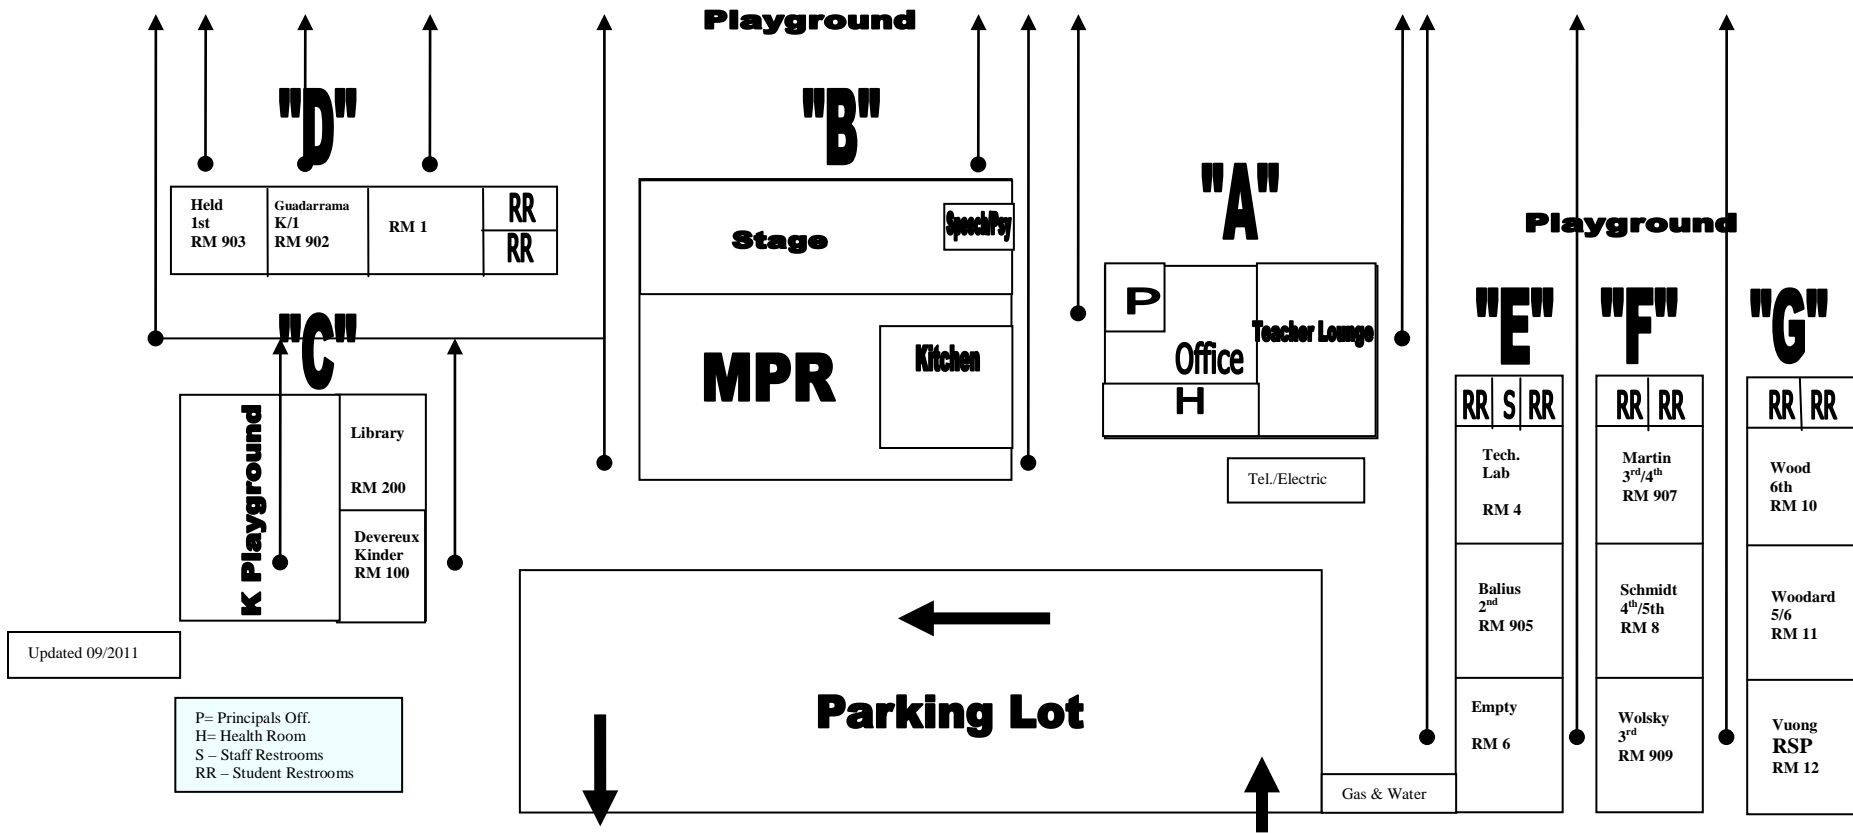 Playground
"D"
"B"
"A"
Held
1st
RM 903
Guadarrama
K/1
RM 902
RM 1
RR
RR
Stage
Speech/Psy
MPR
Kitchen
P
Office
Teacher Lounge
H
Tel./Electric
Playground
"C"
K Playground
Library
RM 200
Devereux
Kinder
RM 100
"E"
"F"
"G"
RR S RR
Tech.
Lab
RM 4
Balius
2nd
RM 905
Empty
RM 6
RR RR
Martin
3rd/4th
RM 907
Schmidt
4th/5th
RM 8
Wolsky
3rd
RM 909
RR RR
Wood
6th
RM 10
Woodard
5/6
RM 11
Vuong
RSP
RM 12
Updated 09/2011
P= Principals Off.
H= Health Room
S – Staff Restrooms
RR – Student Restrooms
Parking Lot
Gas & Water